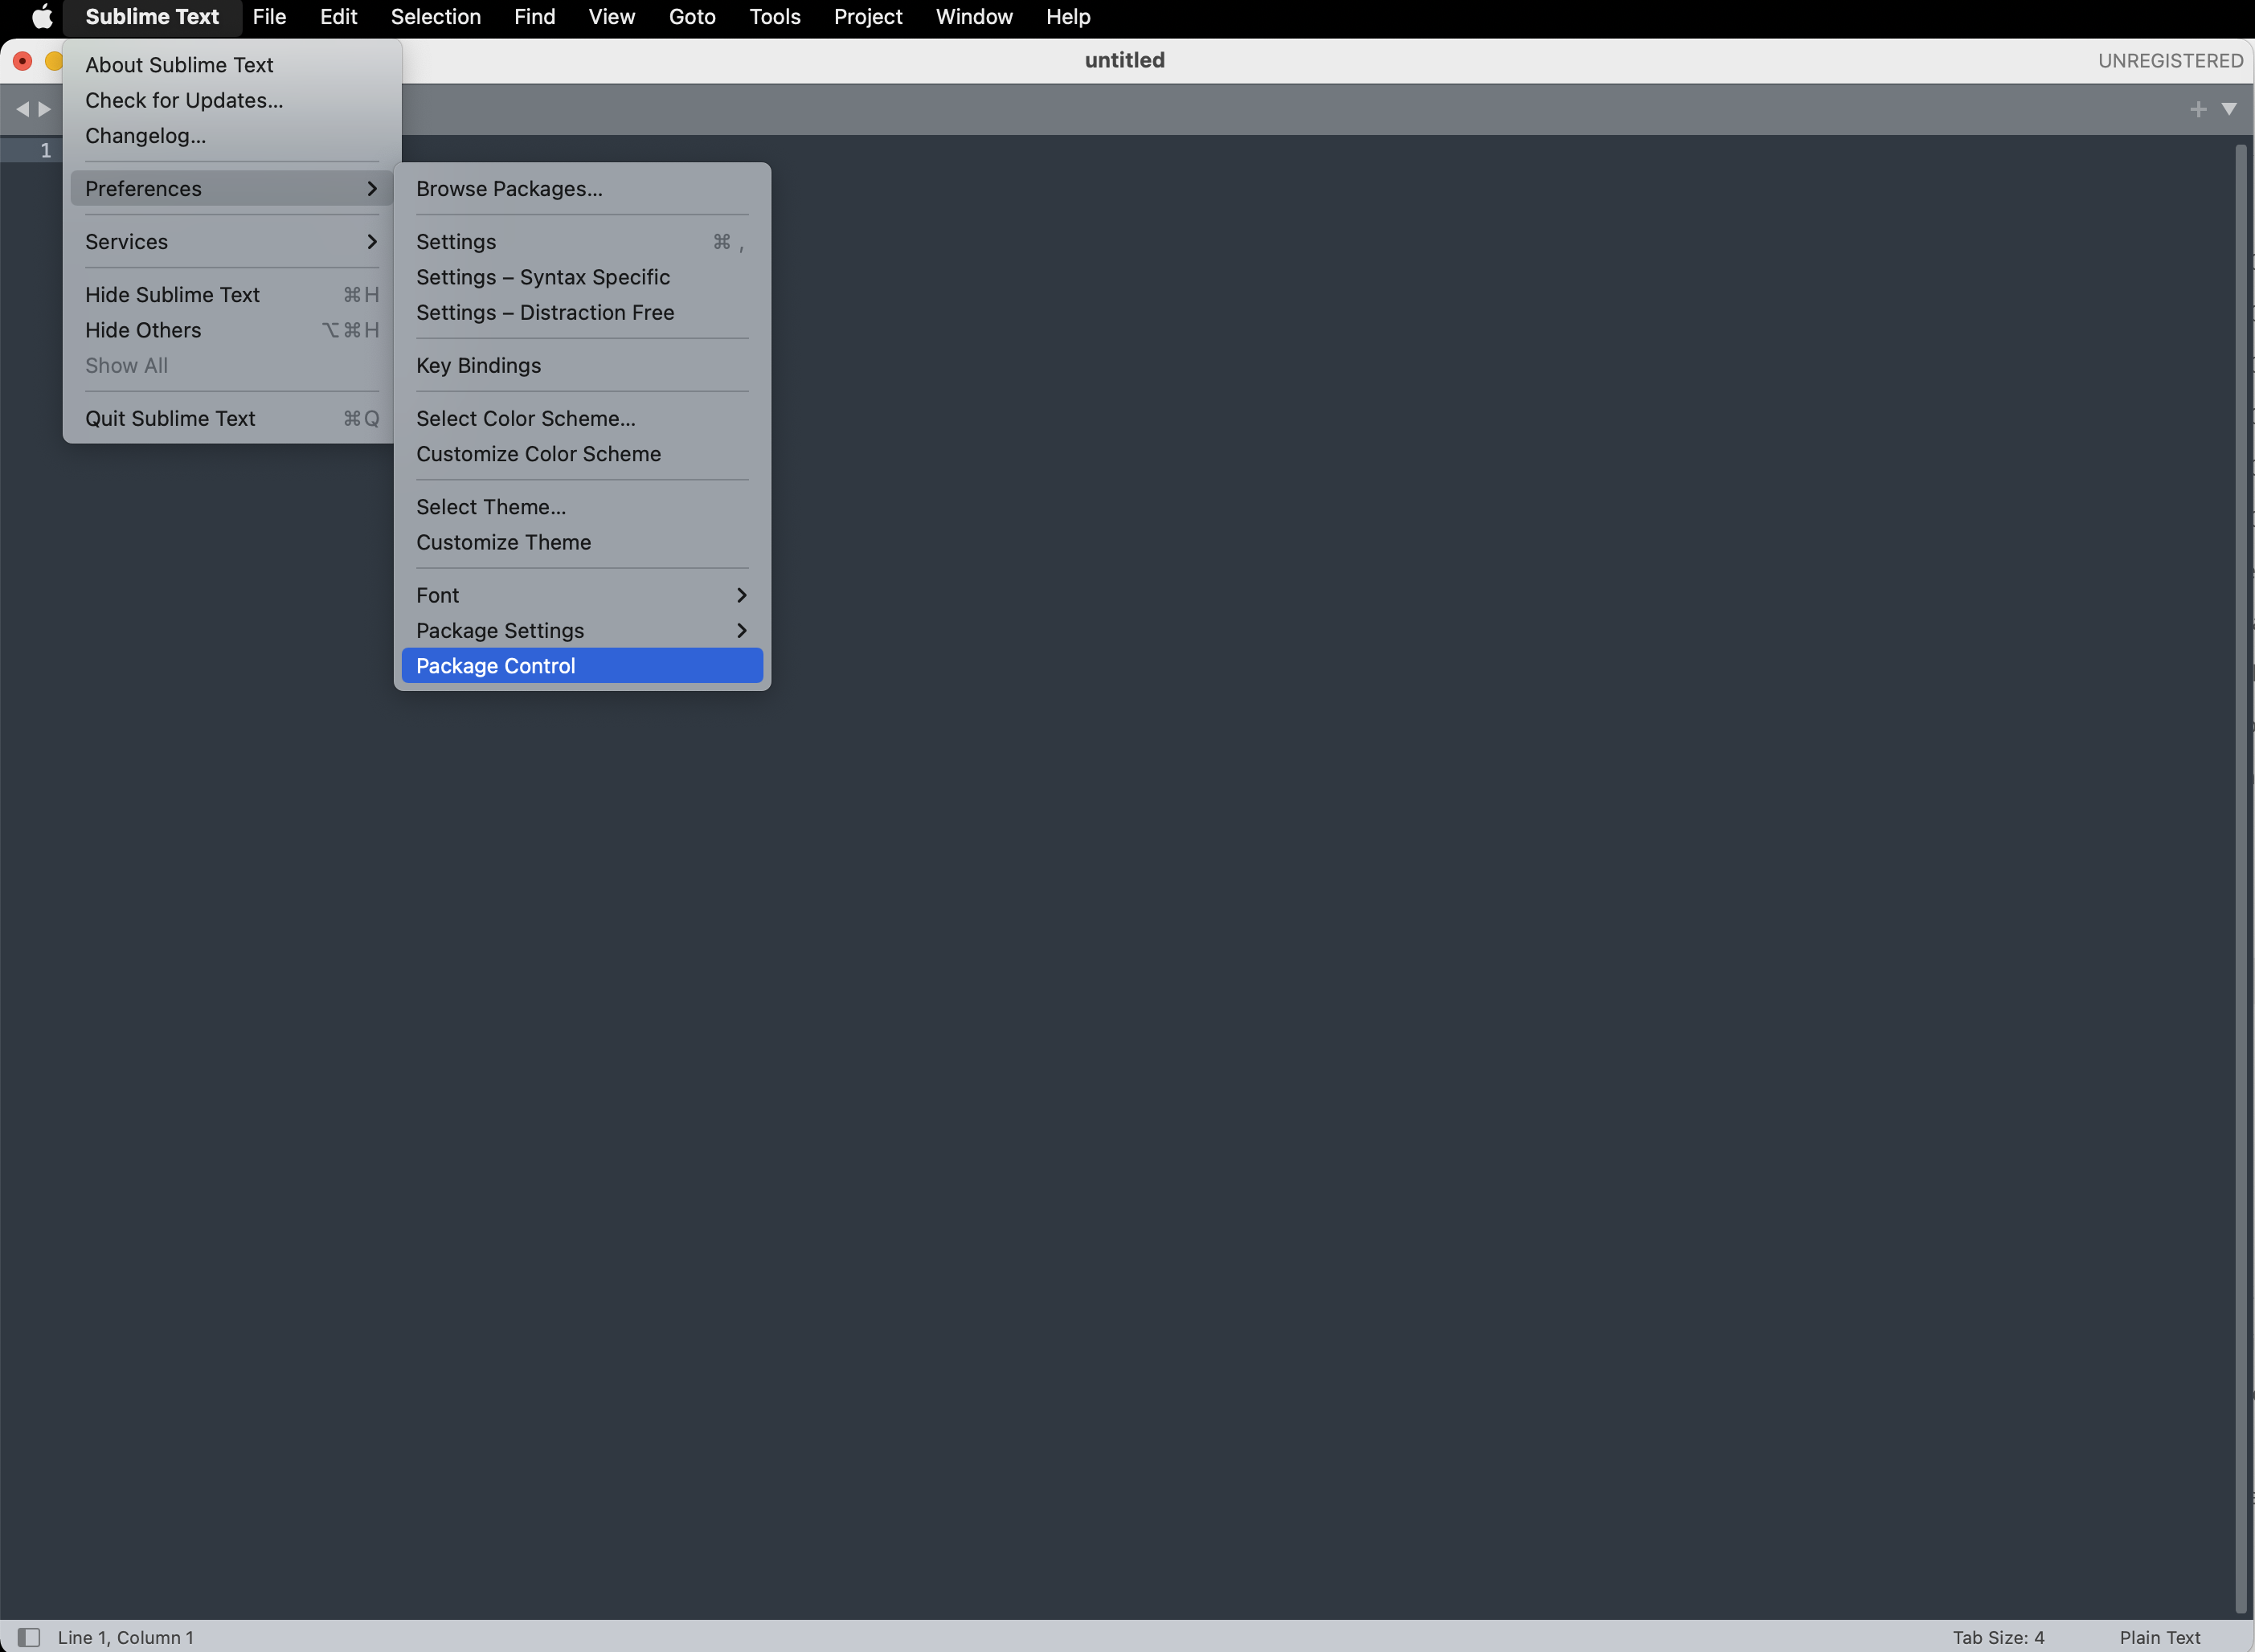 Sublime Text File Edit Selection Find View Goto Tools Project Window Help
untitled
UNREGISTERED
About Sublime Text
Check for Updates...
Changelog...
Preferences
Services
Hide Sublime Text ⌘H
Hide Others ⌥⌘H
Show All
Quit Sublime Text ⌘Q
1
Browse Packages...
Settings ⌘ ,
Settings – Syntax Specific
Settings – Distraction Free
Key Bindings
Select Color Scheme...
Customize Color Scheme
Select Theme...
Customize Theme
Font
Package Settings
Package Control
Line 1, Column 1
Tab Size: 4
Plain Text